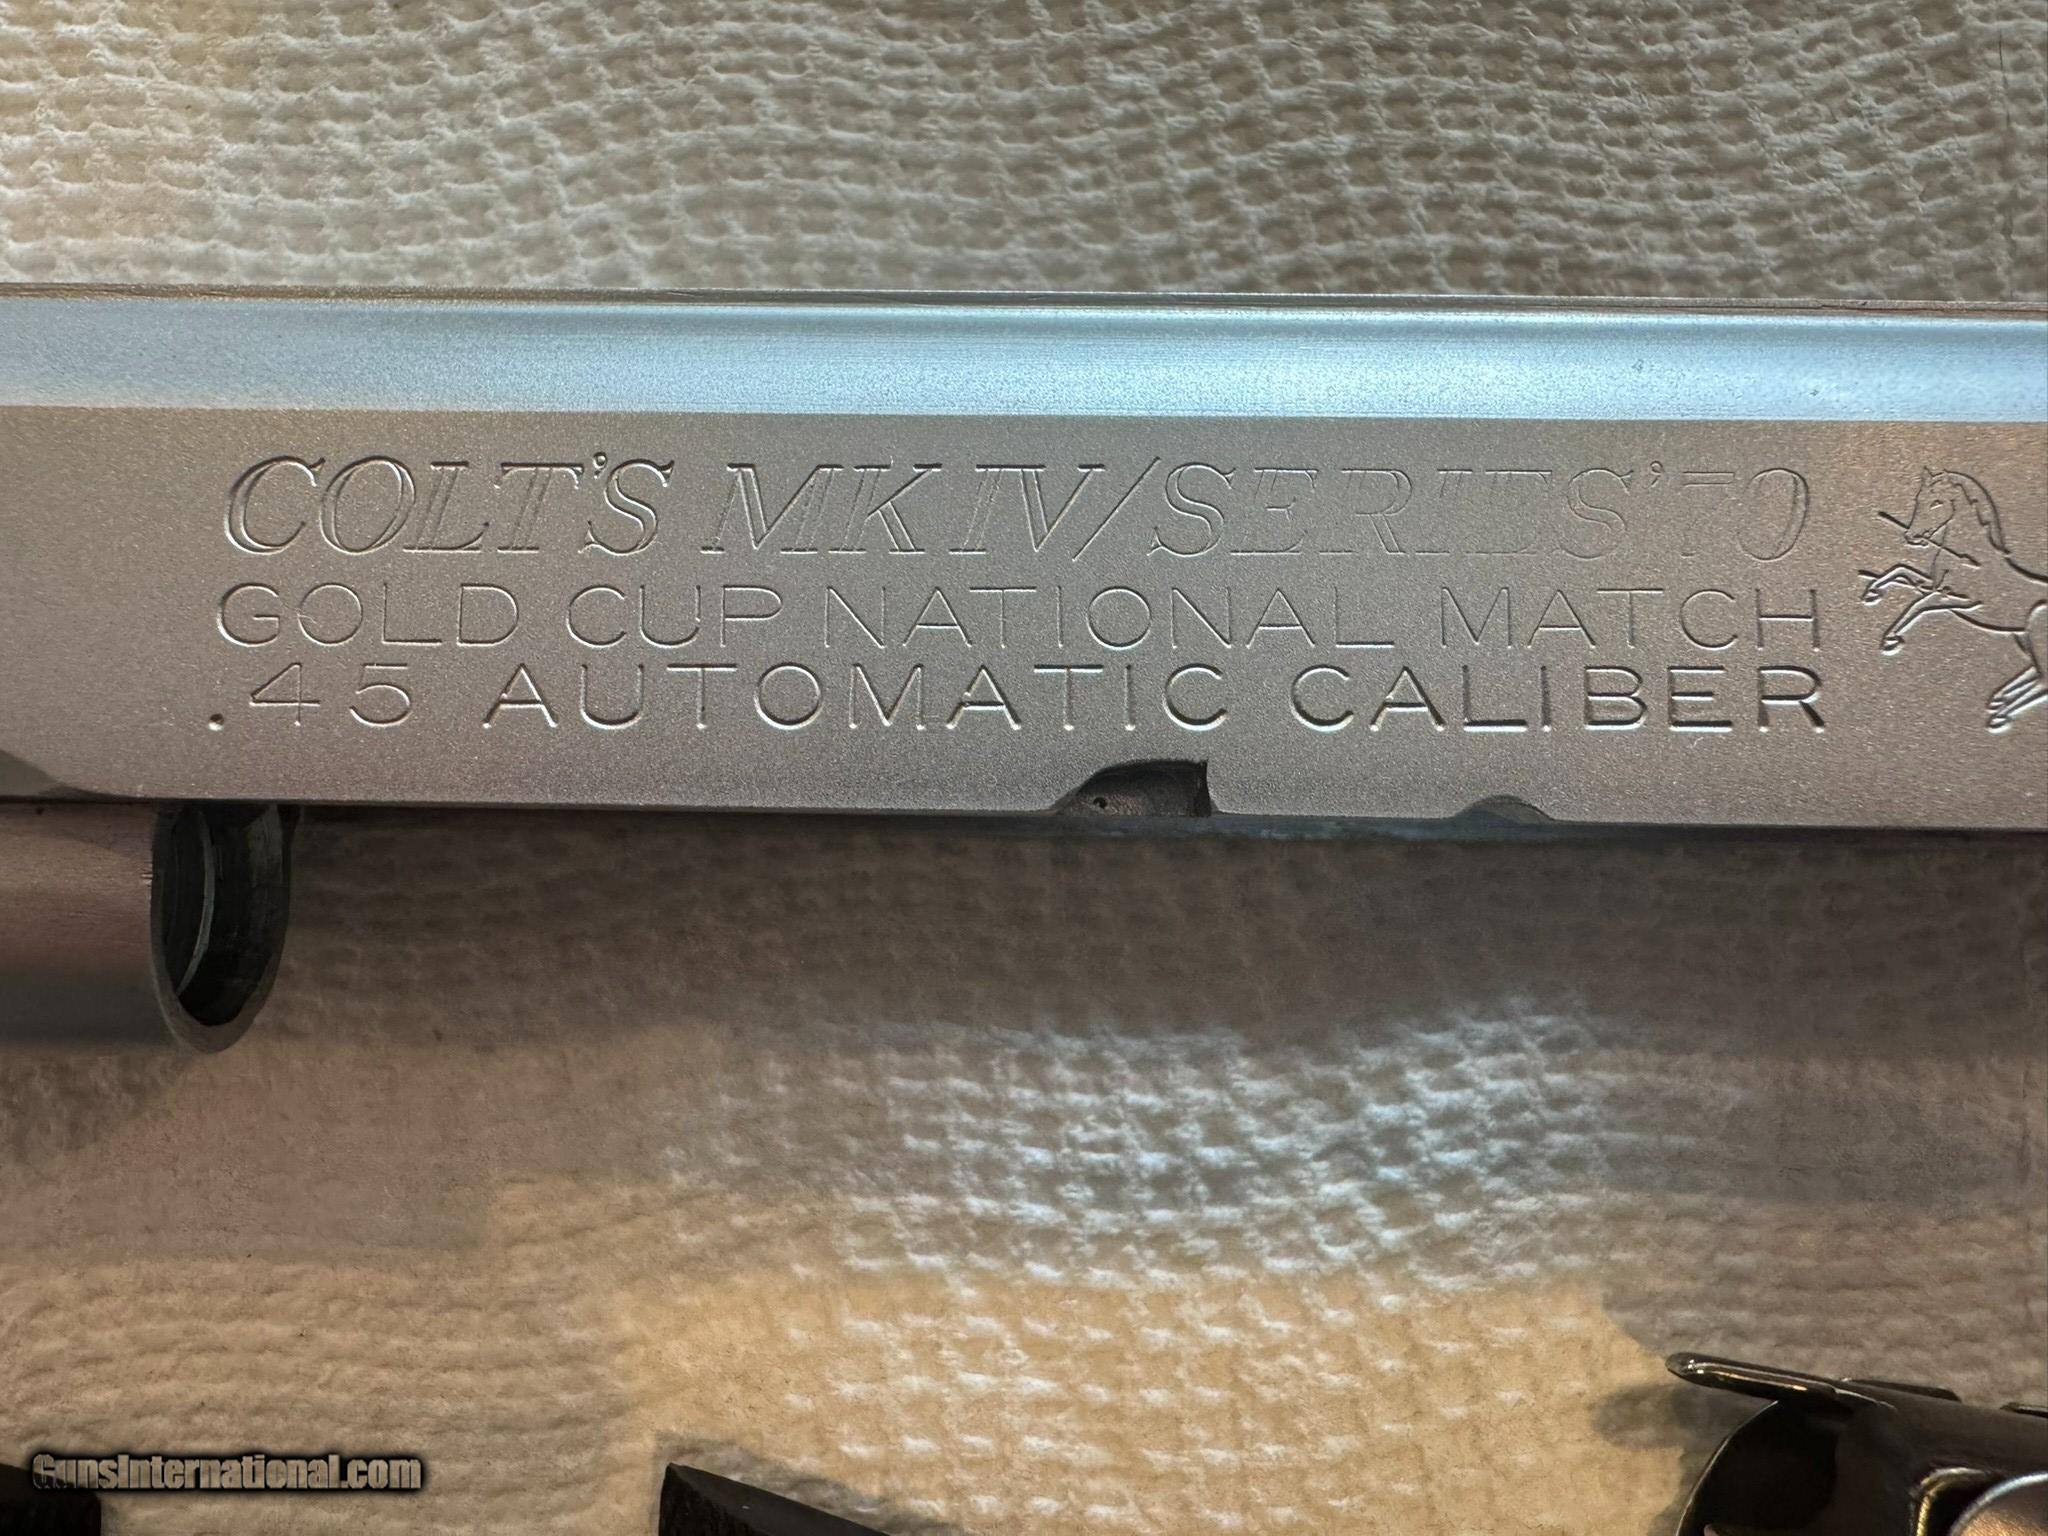 COLT'S MK IV/SERIES'70
GOLD CUP NATIONAL MATCH
.45 AUTOMATIC CALIBER
GunsInternational.com